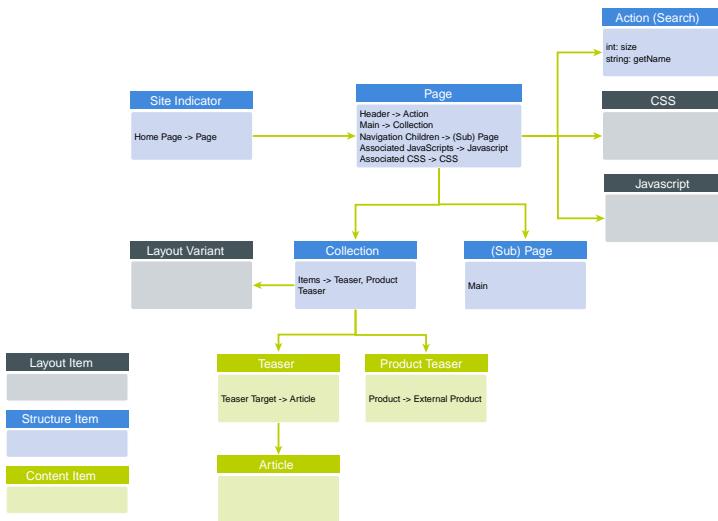 Action (Search)
int: size
string: getName
Site Indicator
Home Page -> Page
Page
Header -> Action
Main -> Collection
Navigation Children -> (Sub) Page
Associated JavaScripts -> Javascript
Associated CSS -> CSS
CSS
Javascript
Layout Variant
Collection
Items -> Teaser, Product
Teaser
(Sub) Page
Main
Layout Item
Structure Item
Content Item
Teaser
Teaser Target -> Article
Product Teaser
Product -> External Product
Article